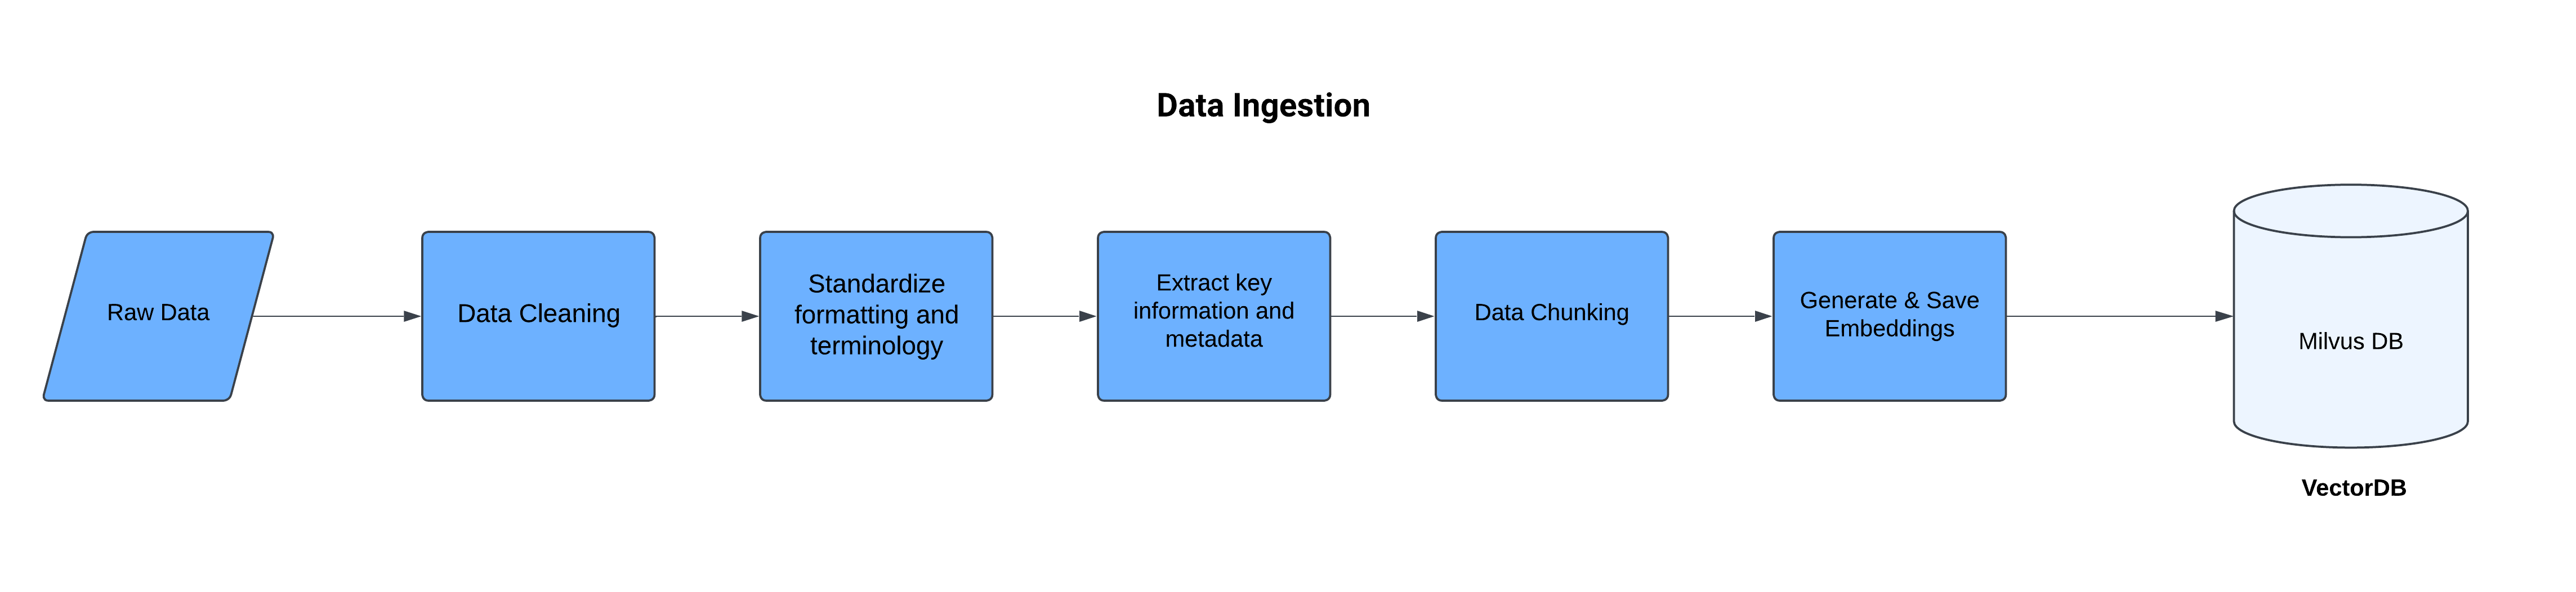 Data Ingestion
Raw Data
Data Cleaning
Standardize
formatting and
terminology
Extract key
information and
metadata
Data Chunking
Generate & Save
Embeddings
Milvus DB
VectorDB